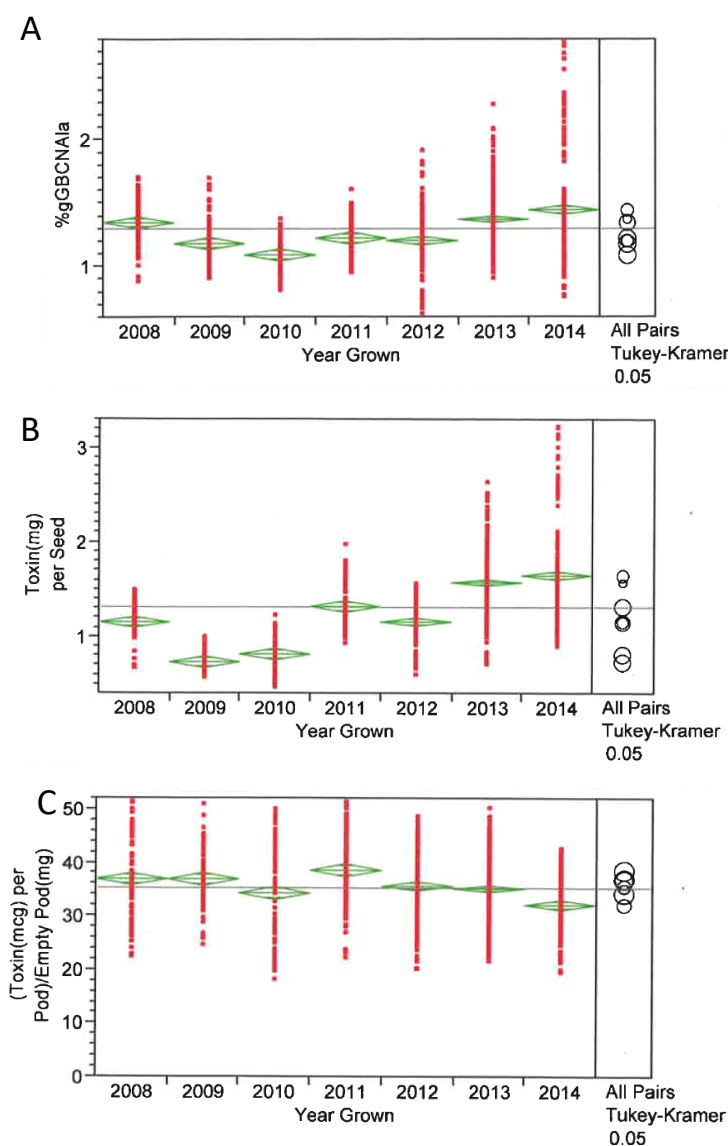 A
%gGBCNAla
2
1
2008 2009 2010 2011 2012 2013 2014
Year Grown
All Pairs
Tukey-Kramer
0.05
B
Toxin(mg)
per Seed
3
2
1
2008 2009 2010 2011 2012 2013 2014
Year Grown
All Pairs
Tukey-Kramer
0.05
C
(Toxin(mcg) per
Pod)/Empty Pod(mg)
50
40
30
20
10
0
2008 2009 2010 2011 2012 2013 2014
Year Grown
All Pairs
Tukey-Kramer
0.05